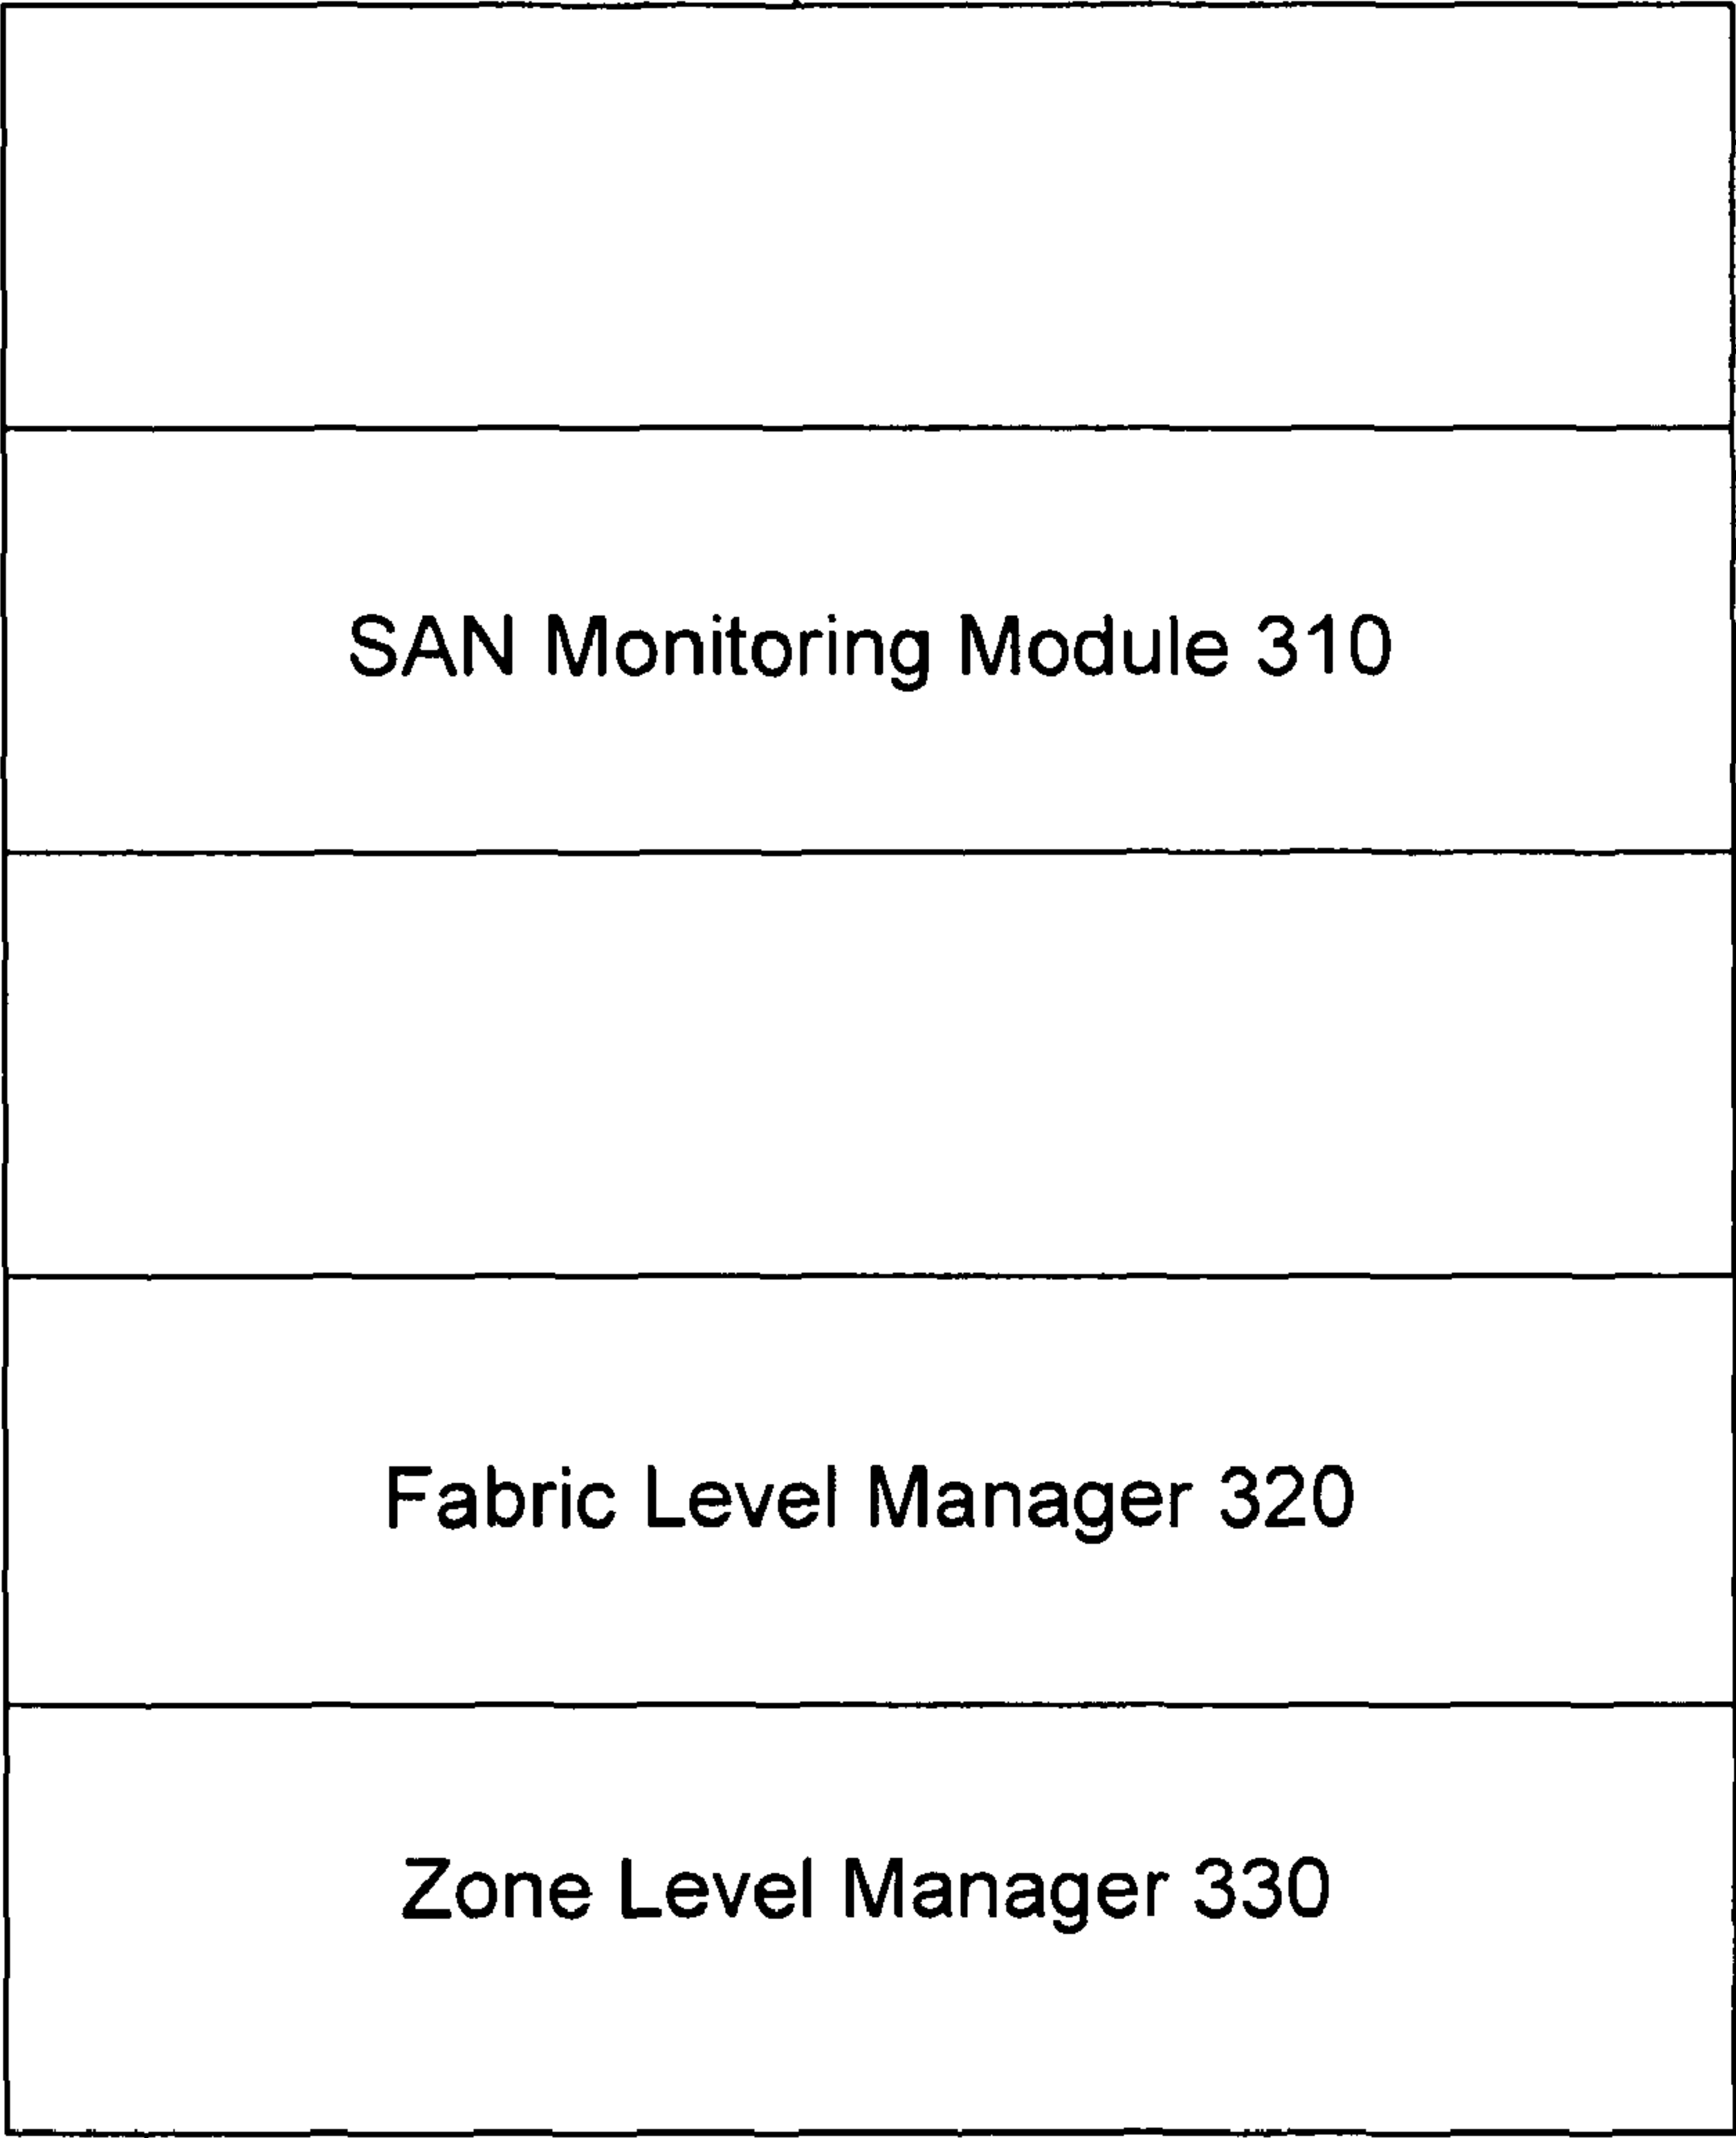 SAN Monitoring Module 310
Fabric Level Manager 320
Zone Level Manager 330